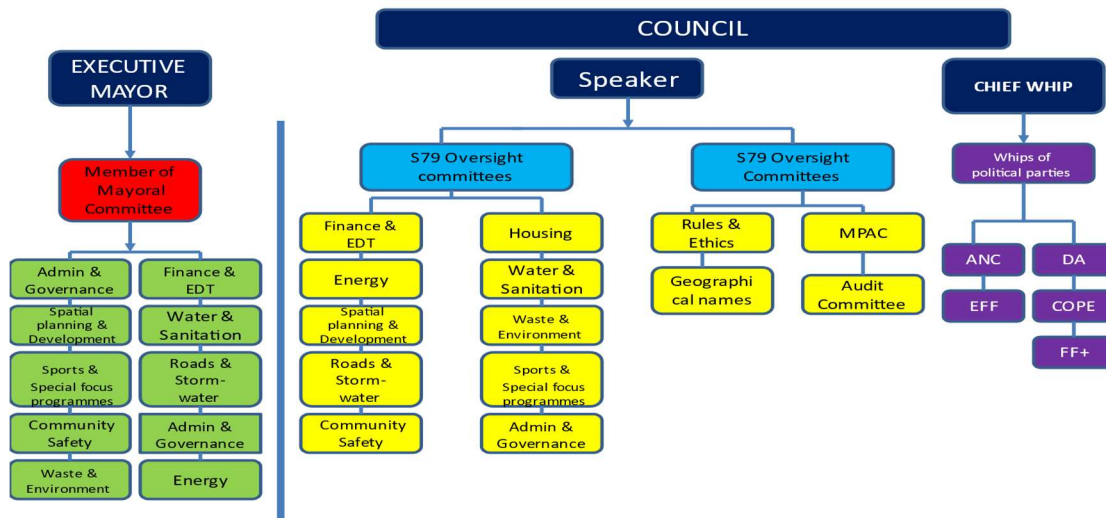 COUNCIL
EXECUTIVE
MAYOR
Member of
Mayoral
Committee
Admin &
Governance
Finance &
EDT
Spatial
planning &
Development
Water &
Sanitation
Sports &
Special focus
programmes
Roads &
Storm-
water
Community
Safety
Admin &
Governance
Waste &
Environment
Energy
Speaker
S79 Oversight
committees
Finance &
EDT
Housing
Energy
Water &
Sanitation
Spatial
planning &
Development
Waste &
Environment
Roads &
Storm-
water
Sports &
Special focus
programmes
Community
Safety
Admin &
Governance
S79 Oversight
Committees
Rules &
Ethics
MPAC
Geographi
cal names
Audit
Committee
CHIEF WHIP
Whips of
political parties
ANC
DA
EFF
COPE
FF+